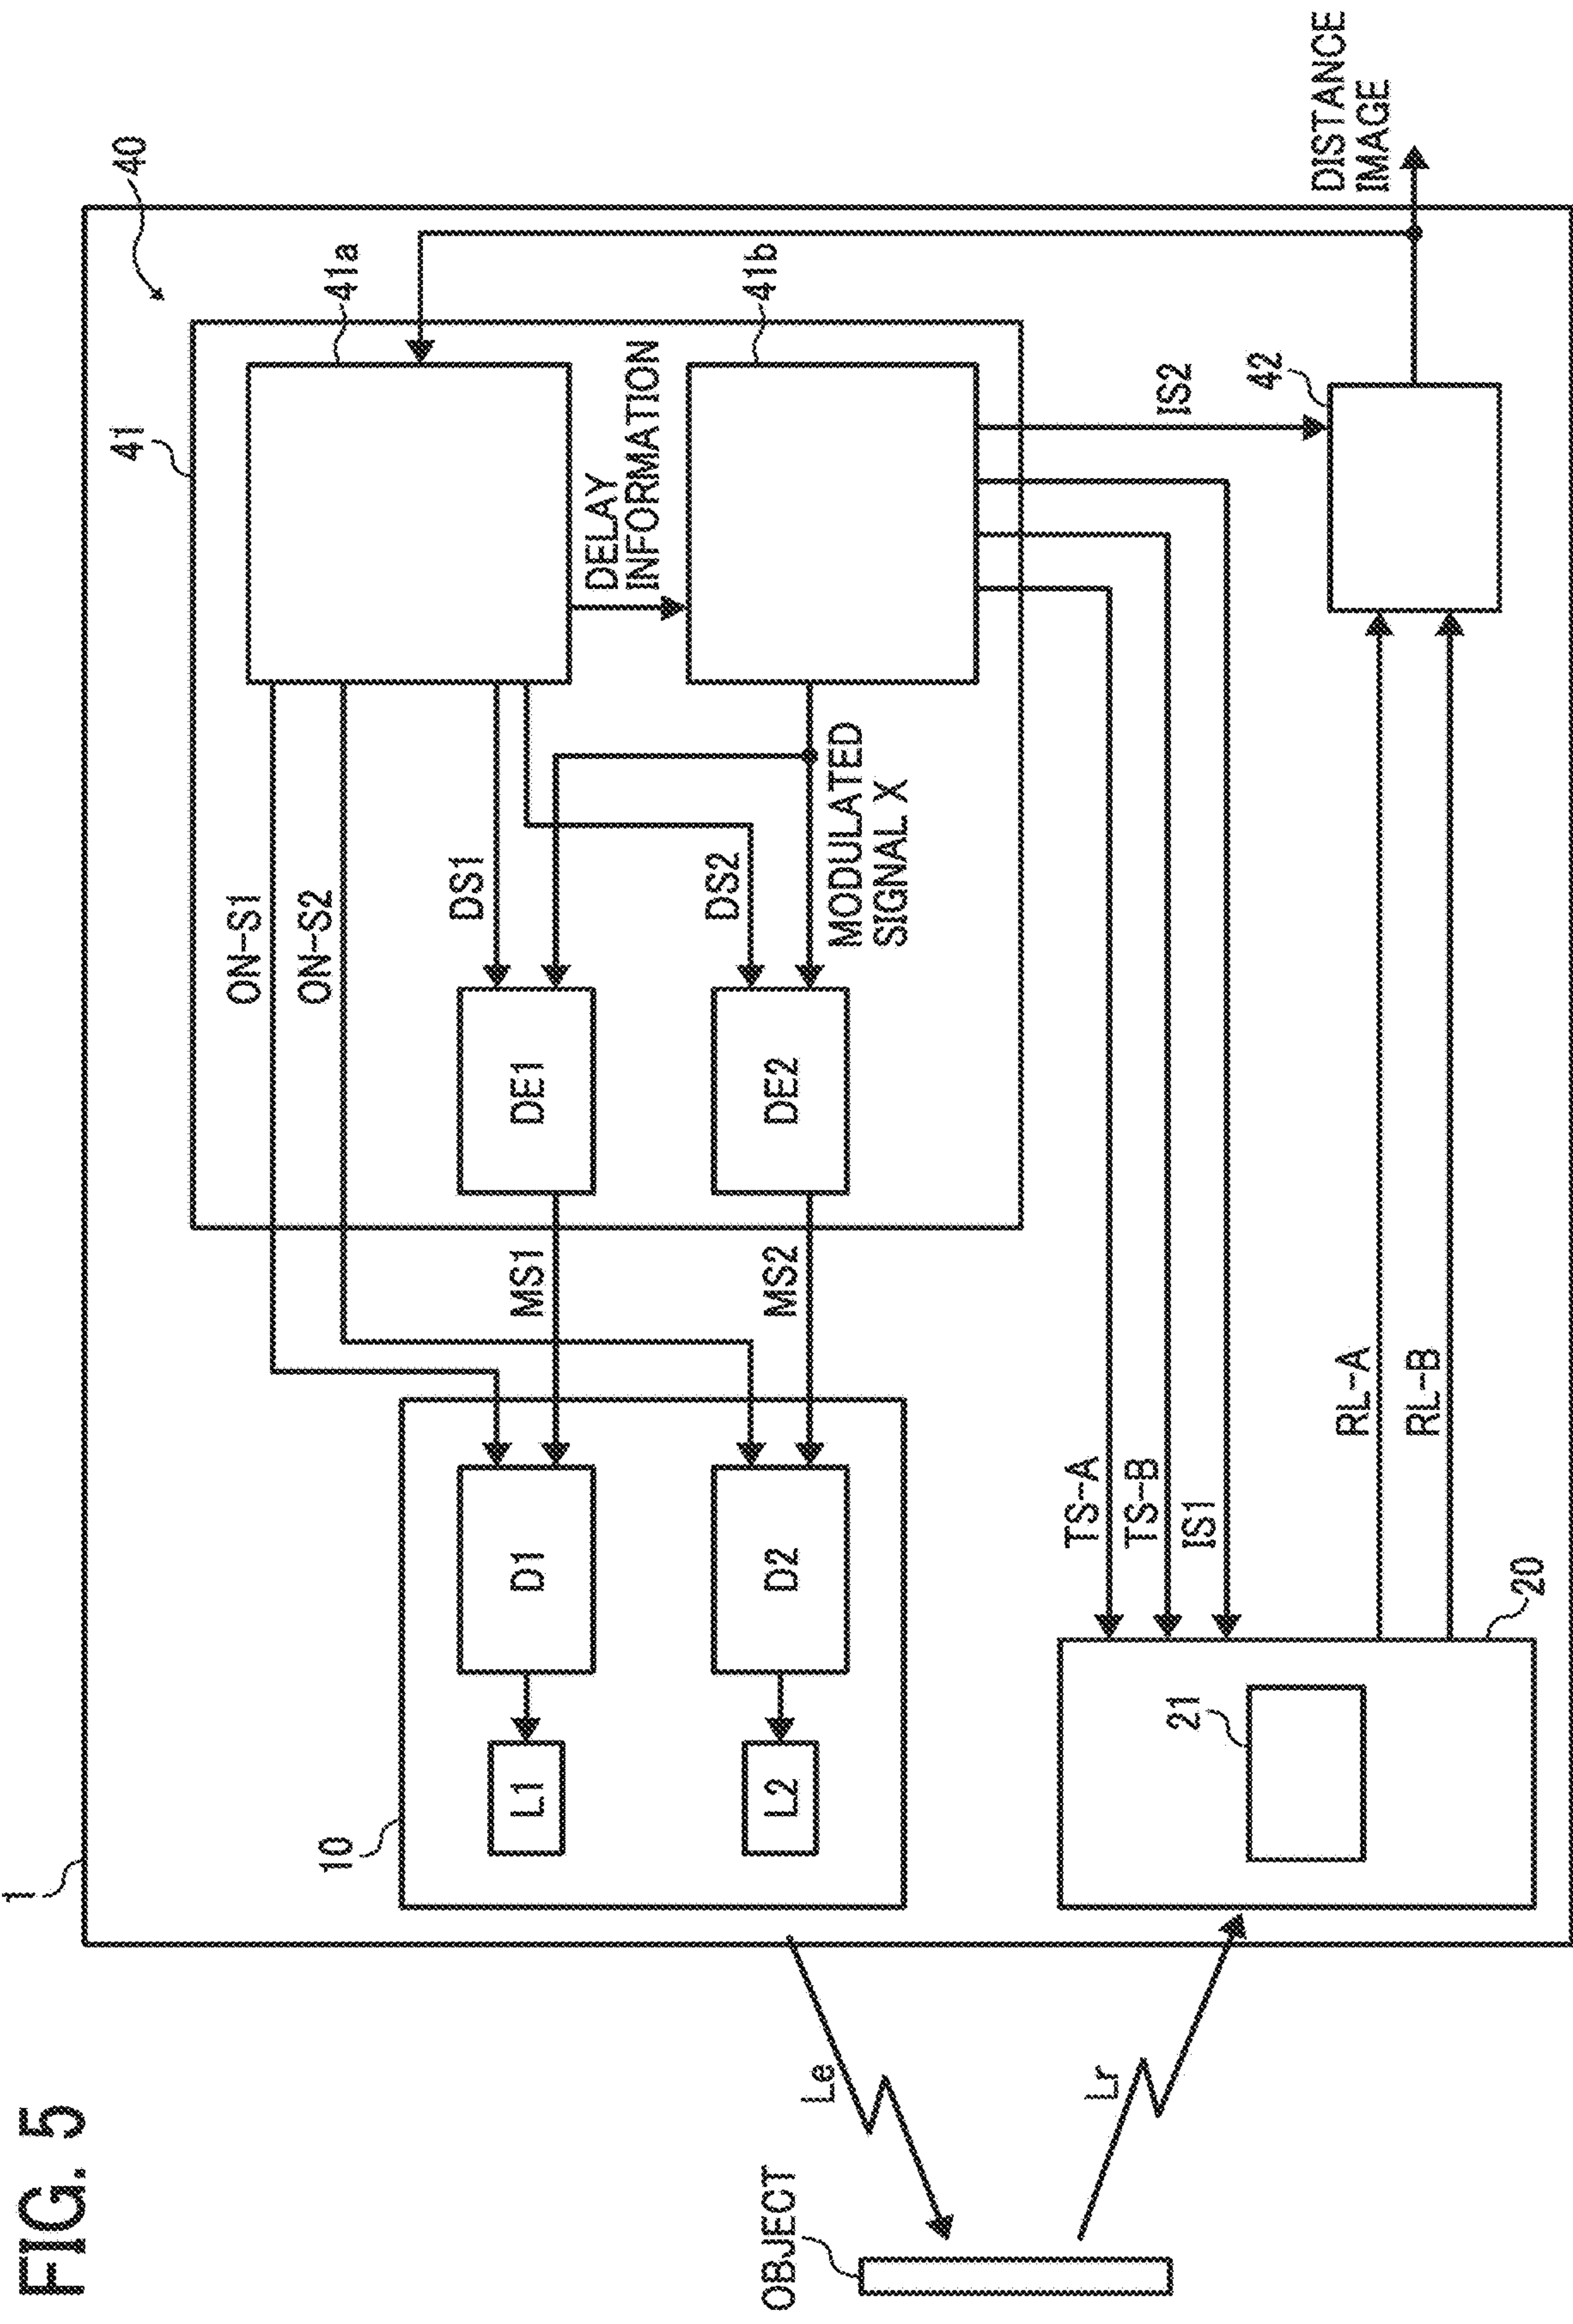 FIG. 5
1
40
41
41a
41b
ON-S1
ON-S2
DS1
DS2
DELAY
INFORMATION
MODULATED
SIGNAL X
DE1
DE2
MS1
MS2
10
D1
D2
L1
L2
IS2
42
DISTANCE
IMAGE
TS-A
TS-B
IS1
RL-A
RL-B
20
21
Le
Lr
OBJECT